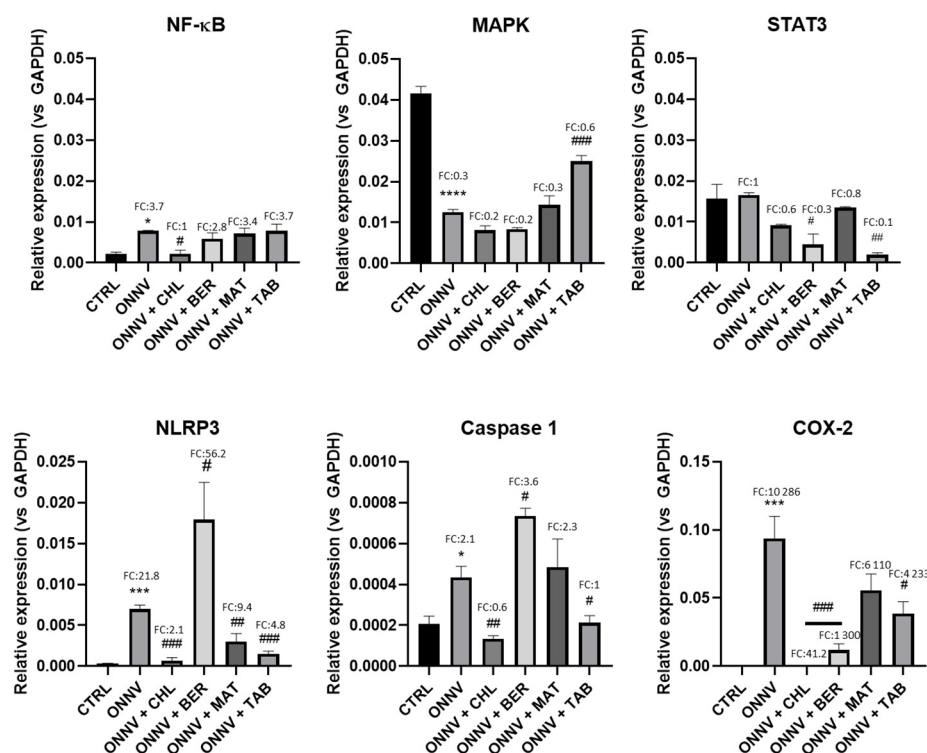 NF-κB
Relative expression (vs GAPDH)
0.05
0.04
0.03
0.02
0.01
0.00
FC:3.7
*
FC:1
#
FC:2.8
FC:3.4
FC:3.7
CTRL
ONNV
ONNV + CHL
ONNV + BER
ONNV + MAT
ONNV + TAB
MAPK
Relative expression (vs GAPDH)
0.05
0.04
0.03
0.02
0.01
0.00
FC:0.3
****
FC:0.2
FC:0.2
FC:0.3
FC:0.6
###
CTRL
ONNV
ONNV + CHL
ONNV + BER
ONNV + MAT
ONNV + TAB
STAT3
Relative expression (vs GAPDH)
0.05
0.04
0.03
0.02
0.01
0.00
FC:1
FC:0.6
FC:0.3
#
FC:0.8
FC:0.1
##
CTRL
ONNV
ONNV + CHL
ONNV + BER
ONNV + MAT
ONNV + TAB
NLRP3
Relative expression (vs GAPDH)
0.025
0.020
0.015
0.010
0.005
0.000
FC:21.8
***
FC:2.1
###
FC:56.2
#
FC:9.4
##
FC:4.8
###
CTRL
ONNV
ONNV + CHL
ONNV + BER
ONNV + MAT
ONNV + TAB
Caspase 1
Relative expression (vs GAPDH)
0.0010
0.0008
0.0006
0.0004
0.0002
0.0000
FC:2.1
*
FC:0.6
##
FC:3.6
#
FC:2.3
FC:1
#
CTRL
ONNV
ONNV + CHL
ONNV + BER
ONNV + MAT
ONNV + TAB
COX-2
Relative expression (vs GAPDH)
0.15
0.10
0.05
0.00
FC:10 286
***
###
FC:41.2
FC:1 300
FC:6 110
FC:4 233
#
CTRL
ONNV
ONNV + CHL
ONNV + BER
ONNV + MAT
ONNV + TAB